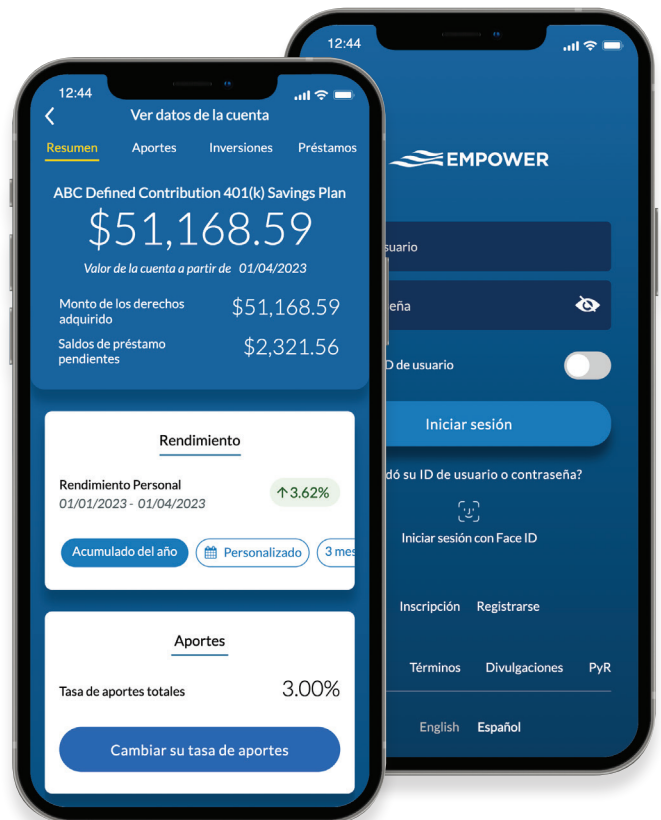 12:44
Ver datos de la cuenta
Resumen Aportes Inversiones Préstamos
ABC Defined Contribution 401(k) Savings Plan
$51,168.59
Valor de la cuenta a partir de 01/04/2023
Monto de los derechos
adquirido
$51,168.59
Saldos de préstamo
pendientes
$2,321.56
Rendimiento
Rendimiento Personal
01/01/2023 - 01/04/2023
↑3.62%
Acumulado del año Personalizado 3 mes
Aportes
Tasa de aportes totales 3.00%
Cambiar su tasa de aportes
12:44
EMPOWER
suario
eña
D de usuario
Iniciar sesión
dó su ID de usuario o contraseña?
Iniciar sesión con Face ID
Inscripción Registrarse
Términos Divulgaciones PyR
English Español